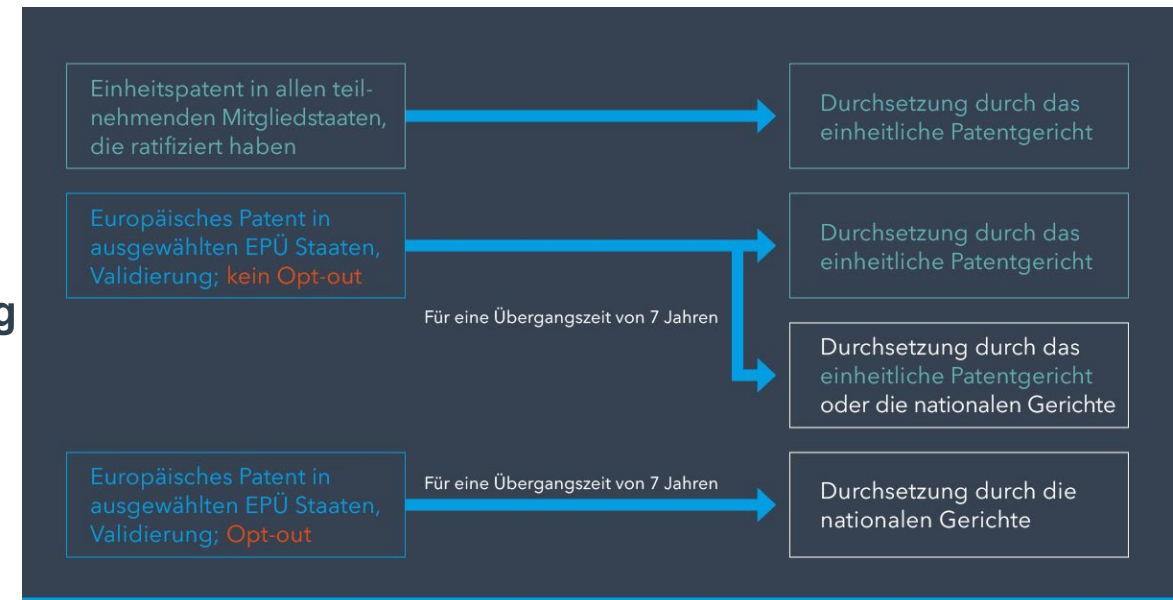 Einheitspatent in allen teil-
nehmenden Mitgliedstaaten,
die ratifiziert haben
Durchsetzung durch das
einheitliche Patentgericht
Europäisches Patent in
ausgewählten EPÜ Staaten,
Validierung; kein Opt-out
Durchsetzung durch das
einheitliche Patentgericht
g
Für eine Übergangszeit von 7 Jahren
Durchsetzung durch das
einheitliche Patentgericht
oder die nationalen Gerichte
Europäisches Patent in
ausgewählten EPÜ Staaten,
Validierung; Opt-out
Für eine Übergangszeit von 7 Jahren
Durchsetzung durch die
nationalen Gerichte